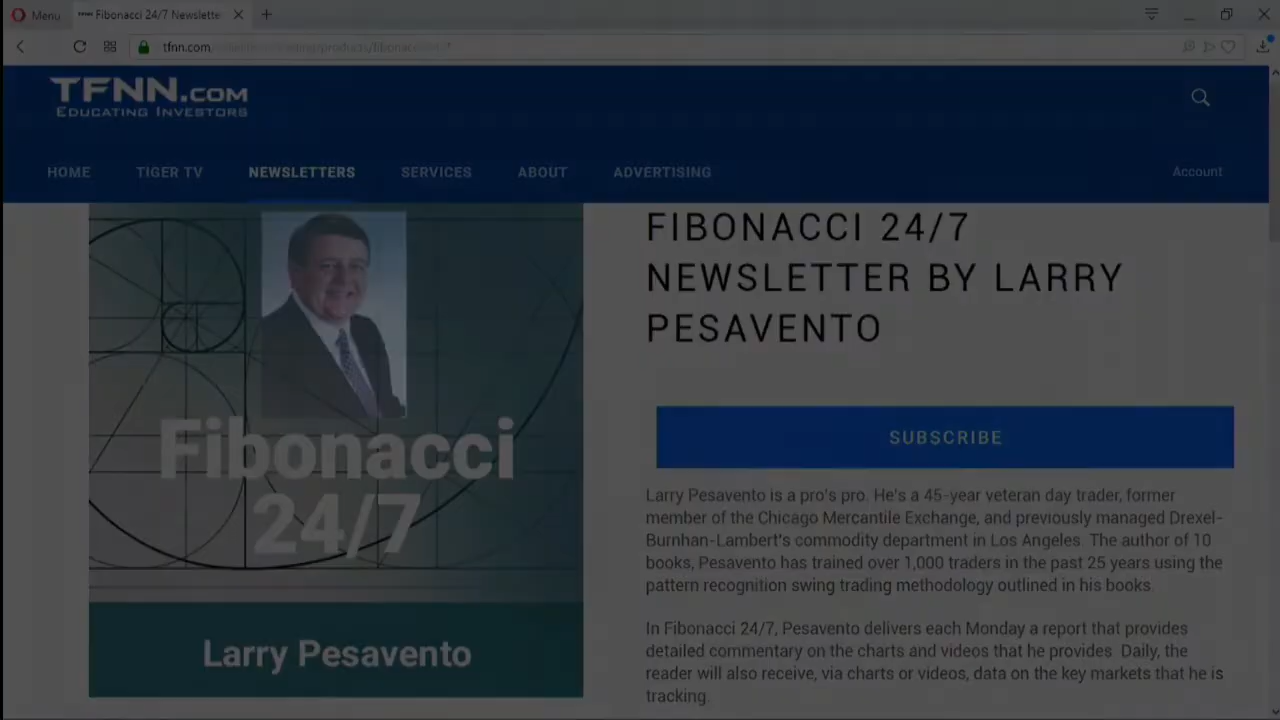 Menu
Fibonacci 24/7 Newslette
tfnn.com
TFNN.COM
EDUCATING INVESTORS
HOME TIGER TV NEWSLETTERS SERVICES ABOUT ADVERTISING Account
Fibonacci
24/7
Larry Pesavento
FIBONACCI 24/7
NEWSLETTER BY LARRY
PESAVENTO
SUBSCRIBE
Larry Pesavento is a pro's pro. He's a 45-year veteran day trader, former
member of the Chicago Mercantile Exchange, and previously managed Drexel-
Burnhan-Lambert's commodity department in Los Angeles. The author of 10
books, Pesavento has trained over 1,000 traders in the past 25 years using the
pattern recognition swing trading methodology outlined in his books.
In Fibonacci 24/7, Pesavento delivers each Monday a report that provides
detailed commentary on the charts and videos that he provides. Daily, the
reader will also receive, via charts or videos, data on the key markets that he is
tracking.